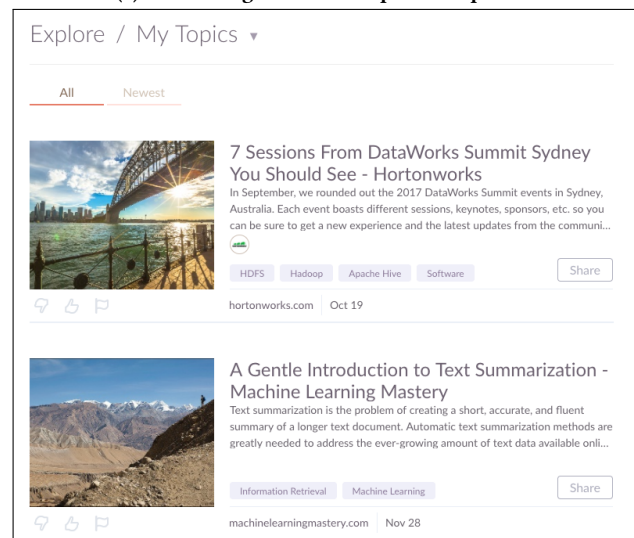 Explore / My Topics ▾
All Newest
7 Sessions From DataWorks Summit Sydney
You Should See - Hortonworks
In September, we rounded out the 2017 DataWorks Summit events in Sydney,
Australia. Each event boasts different sessions, keynotes, sponsors, etc. so you
can be sure to get a new experience and the latest updates from the communi...
HDFS Hadoop Apache Hive Software Share
hortonworks.com Oct 19
A Gentle Introduction to Text Summarization -
Machine Learning Mastery
Text summarization is the problem of creating a short, accurate, and fluent
summary of a longer text document. Automatic text summarization methods are
greatly needed to address the ever-growing amount of text data available onli...
Information Retrieval Machine Learning Share
machinelearningmastery.com Nov 28